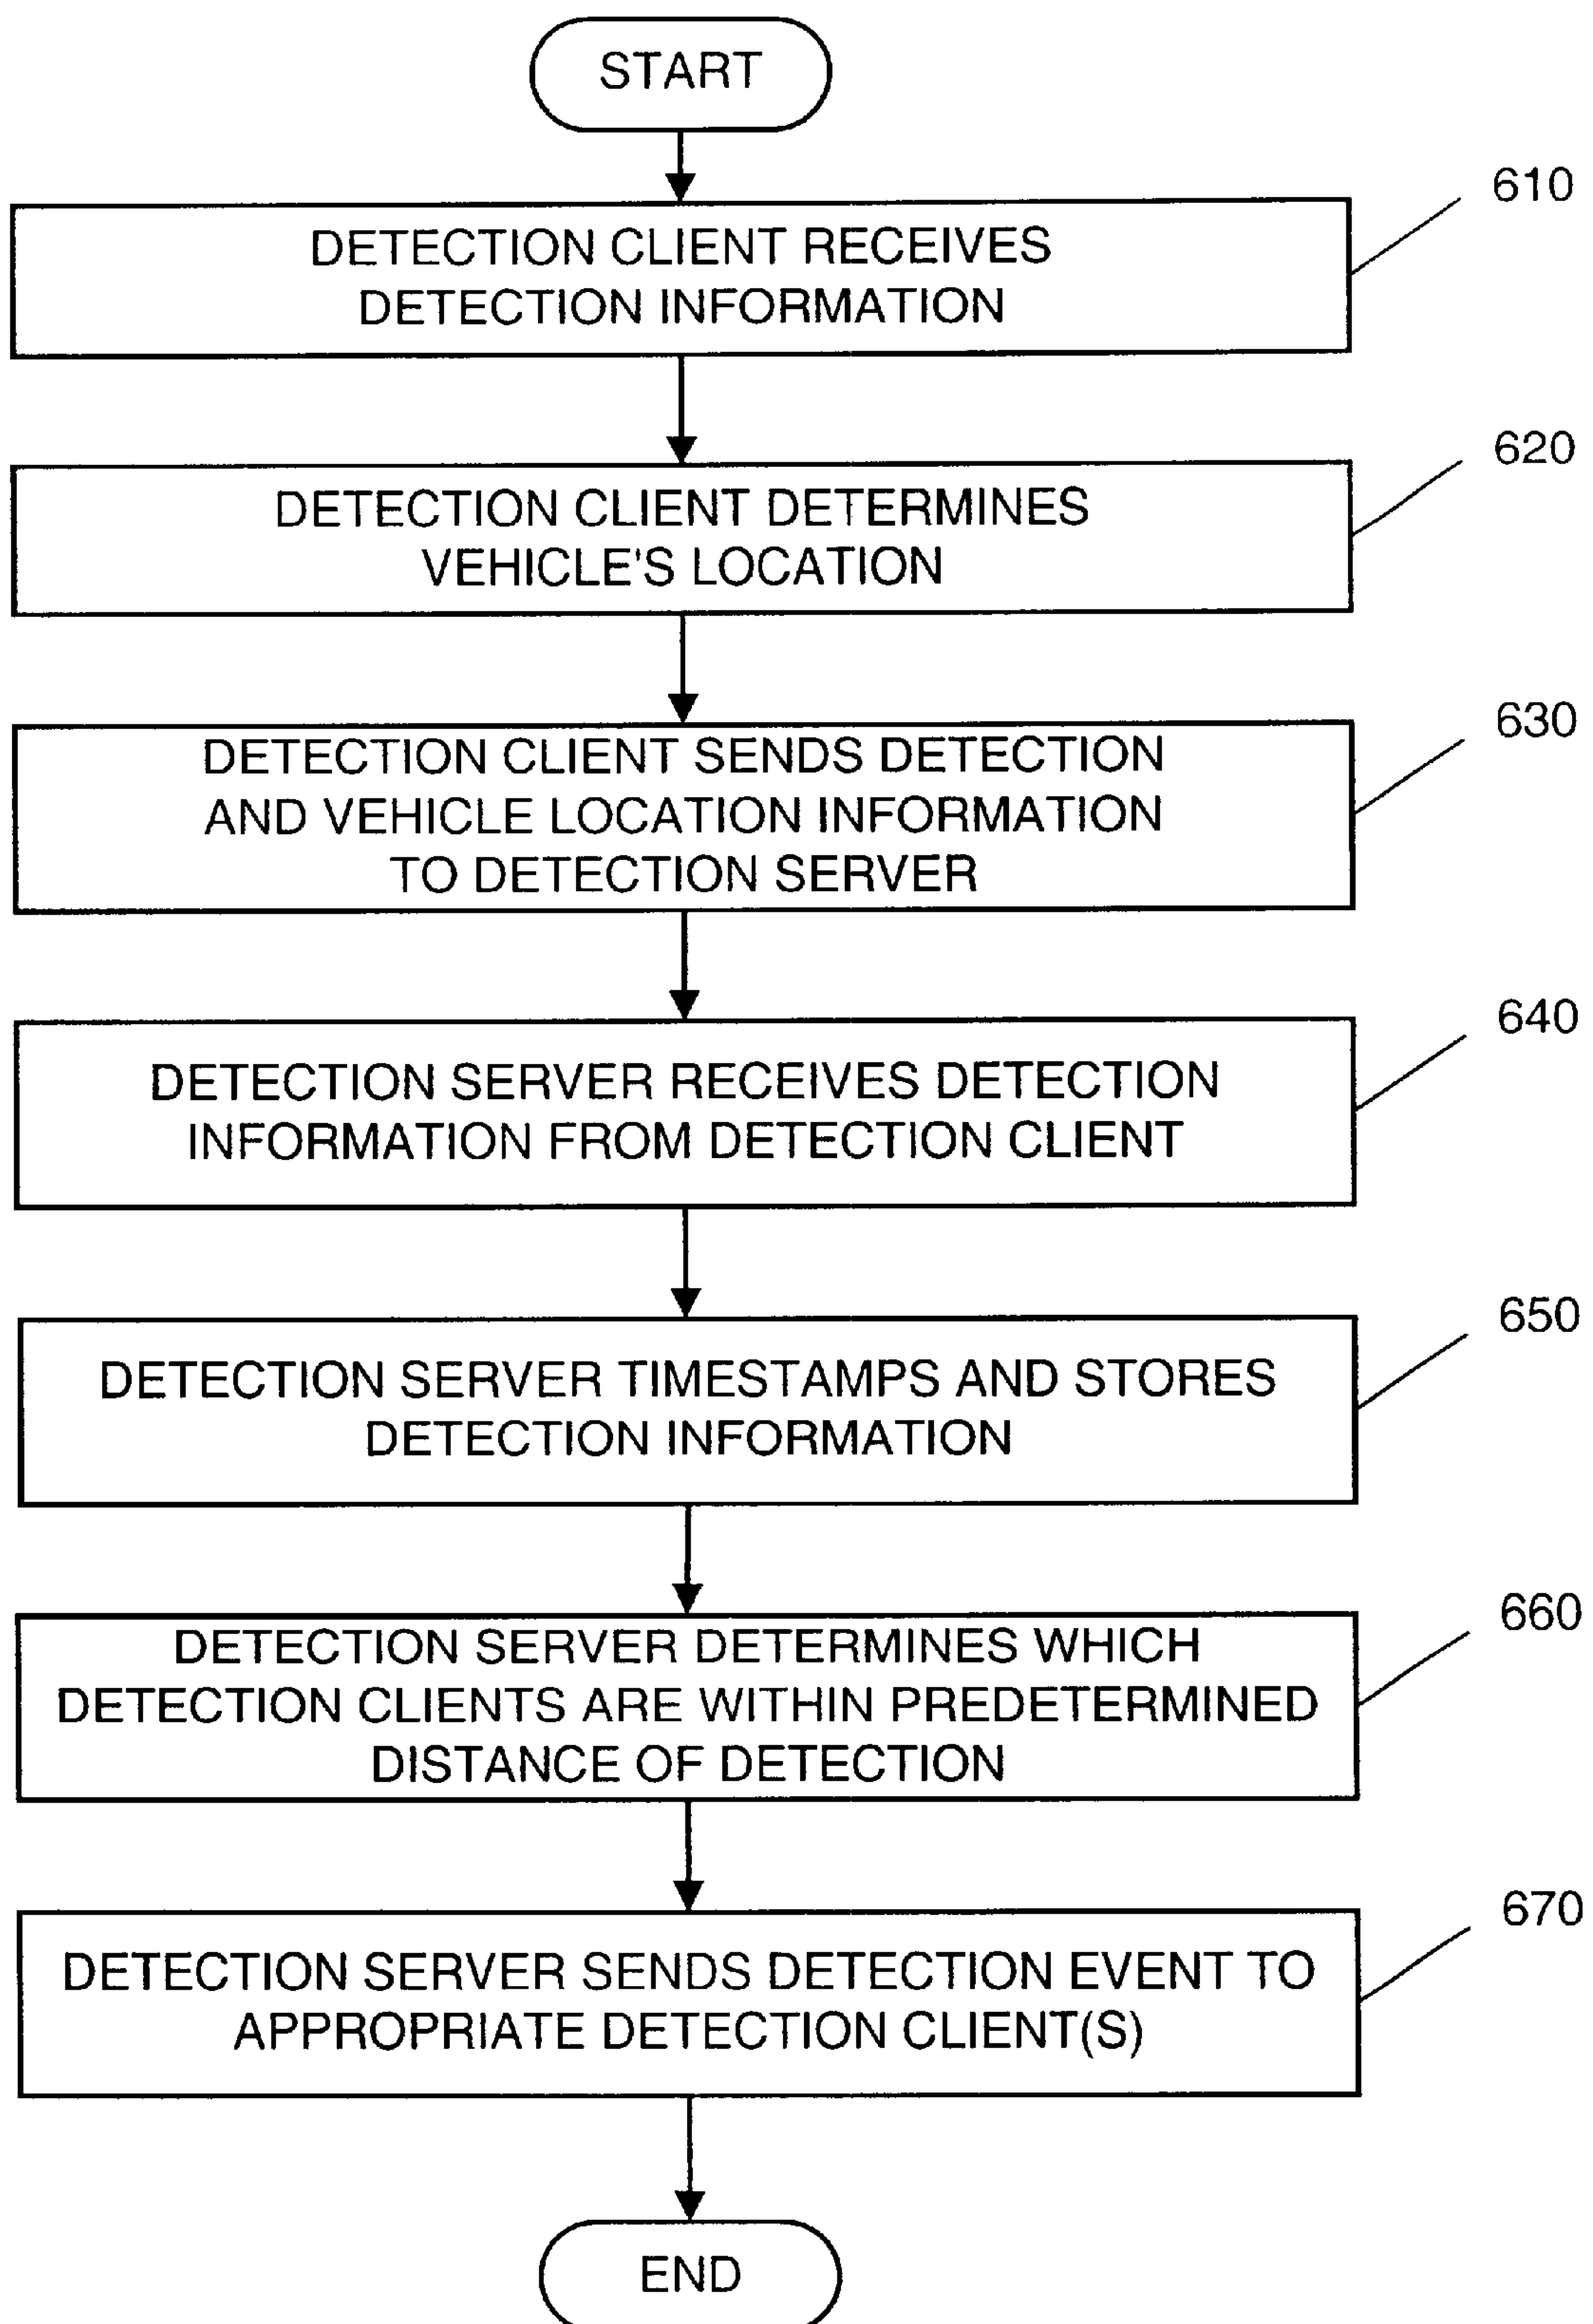 START
610
DETECTION CLIENT RECEIVES
DETECTION INFORMATION
620
DETECTION CLIENT DETERMINES
VEHICLE'S LOCATION
630
DETECTION CLIENT SENDS DETECTION
AND VEHICLE LOCATION INFORMATION
TO DETECTION SERVER
640
DETECTION SERVER RECEIVES DETECTION
INFORMATION FROM DETECTION CLIENT
650
DETECTION SERVER TIMESTAMPS AND STORES
DETECTION INFORMATION
660
DETECTION SERVER DETERMINES WHICH
DETECTION CLIENTS ARE WITHIN PREDETERMINED
DISTANCE OF DETECTION
670
DETECTION SERVER SENDS DETECTION EVENT TO
APPROPRIATE DETECTION CLIENT(S)
END